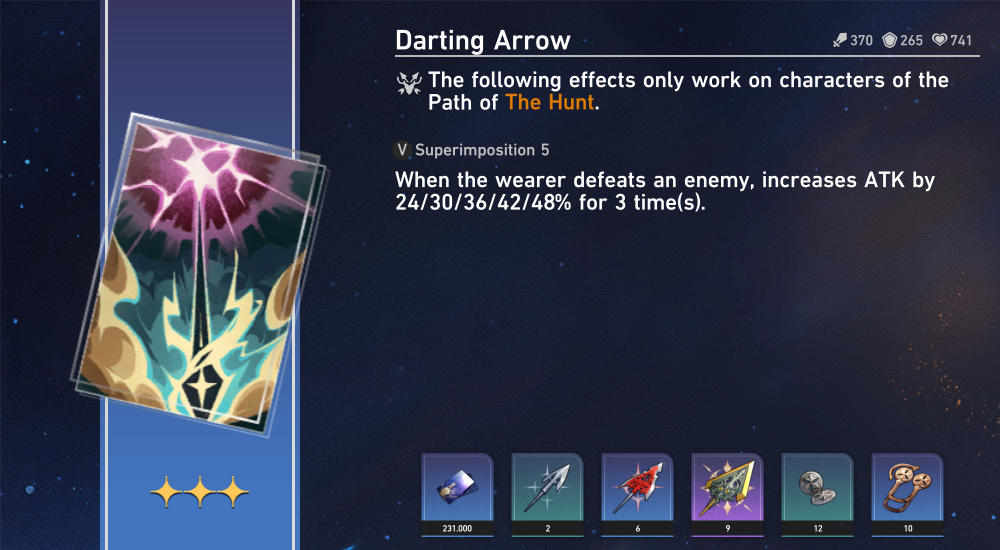 Darting Arrow
370 265 741
The following effects only work on characters of the
Path of The Hunt.
V Superimposition 5
When the wearer defeats an enemy, increases ATK by
24/30/36/42/48% for 3 time(s).
231.000 2 6 9 12 10